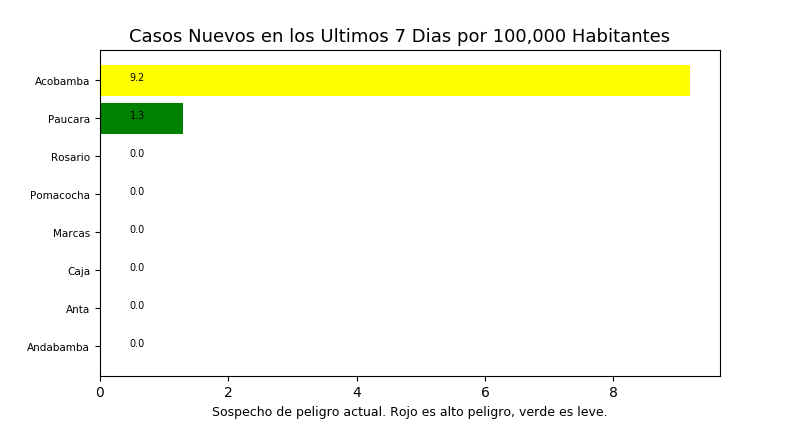 Casos Nuevos en los Ultimos 7 Dias por 100,000 Habitantes
Acobamba 9.2
Paucara 1.3
Rosario 0.0
Pomacocha 0.0
Marcas 0.0
Caja 0.0
Anta 0.0
Andabamba 0.0
0 2 4 6 8
Sospecho de peligro actual. Rojo es alto peligro, verde es leve.